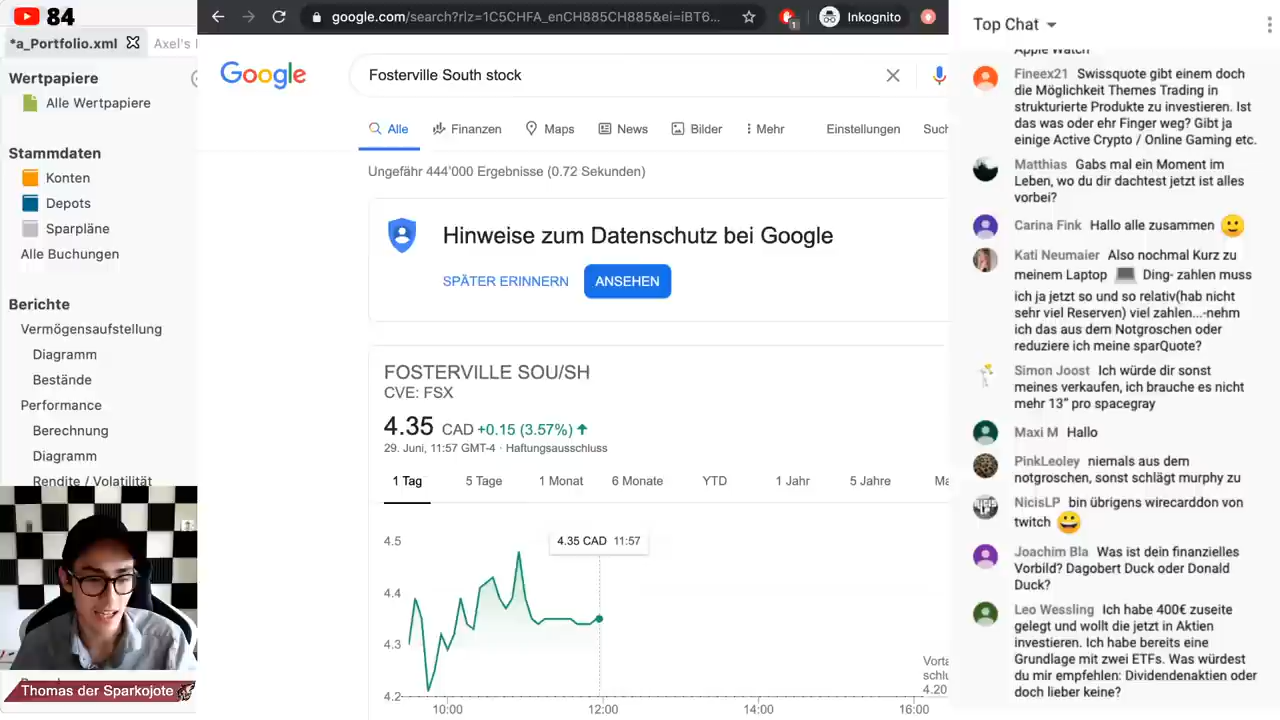 84
*a_Portfolio.xml
Axel's
Wertpapiere
Alle Wertpapiere
Stammdaten
Konten
Depots
Sparpläne
Alle Buchungen
Berichte
Vermögensaufstellung
Diagramm
Bestände
Performance
Berechnung
Diagramm
Rendite / Volatilität
Thomas der Sparkojote
google.com/search?rlz=1C5CHFA_enCH885CH885&ei=iBT6...
1
Inkognito
Google
Fosterville South stock
Alle
Finanzen
Maps
News
Bilder
Mehr
Einstellungen
Such
Ungefähr 444'000 Ergebnisse (0.72 Sekunden)
Hinweise zum Datenschutz bei Google
SPÄTER ERINNERN
ANSEHEN
FOSTERVILLE SOU/SH
CVE: FSX
4.35 CAD +0.15 (3.57%)
29. Juni, 11:57 GMT-4 · Haftungsausschluss
1 Tag
5 Tage
1 Monat
6 Monate
YTD
1 Jahr
5 Jahre
Ma
4.35 CAD 11:57
4.5
4.4
4.3
4.2
Vorta
schlu
4.20
10:00
12:00
14:00
16:00
Top Chat
Apple Watch
Fineex21 Swissquote gibt einem doch
die Möglichkeit Themes Trading in
strukturierte Produkte zu investieren. Ist
das was oder ehr Finger weg? Gibt ja
einige Active Crypto / Online Gaming etc.
Matthias Gabs mal ein Moment im
Leben, wo du dir dachtest jetzt ist alles
vorbei?
Carina Fink Hallo alle zusammen
Kati Neumaier Also nochmal Kurz zu
meinem Laptop Ding- zahlen muss
ich ja jetzt so und so relativ(hab nicht
sehr viel Reserven) viel zahlen...-nehm
ich das aus dem Notgroschen oder
reduziere ich meine sparQuote?
Simon Joost Ich würde dir sonst
meines verkaufen, ich brauche es nicht
mehr 13" pro spacegray
Maxi M Hallo
PinkLeoley niemals aus dem
notgroschen, sonst schlägt murphy zu
NicisLP bin übrigens wirecarddon von
twitch
Joachim Bla Was ist dein finanzielles
Vorbild? Dagobert Duck oder Donald
Duck?
Leo Wessling Ich habe 400€ zuseite
gelegt und wollt die jetzt in Aktien
investieren. Ich habe bereits eine
Grundlage mit zwei ETFs. Was würdest
du mir empfehlen: Dividendenaktien oder
doch lieber keine?